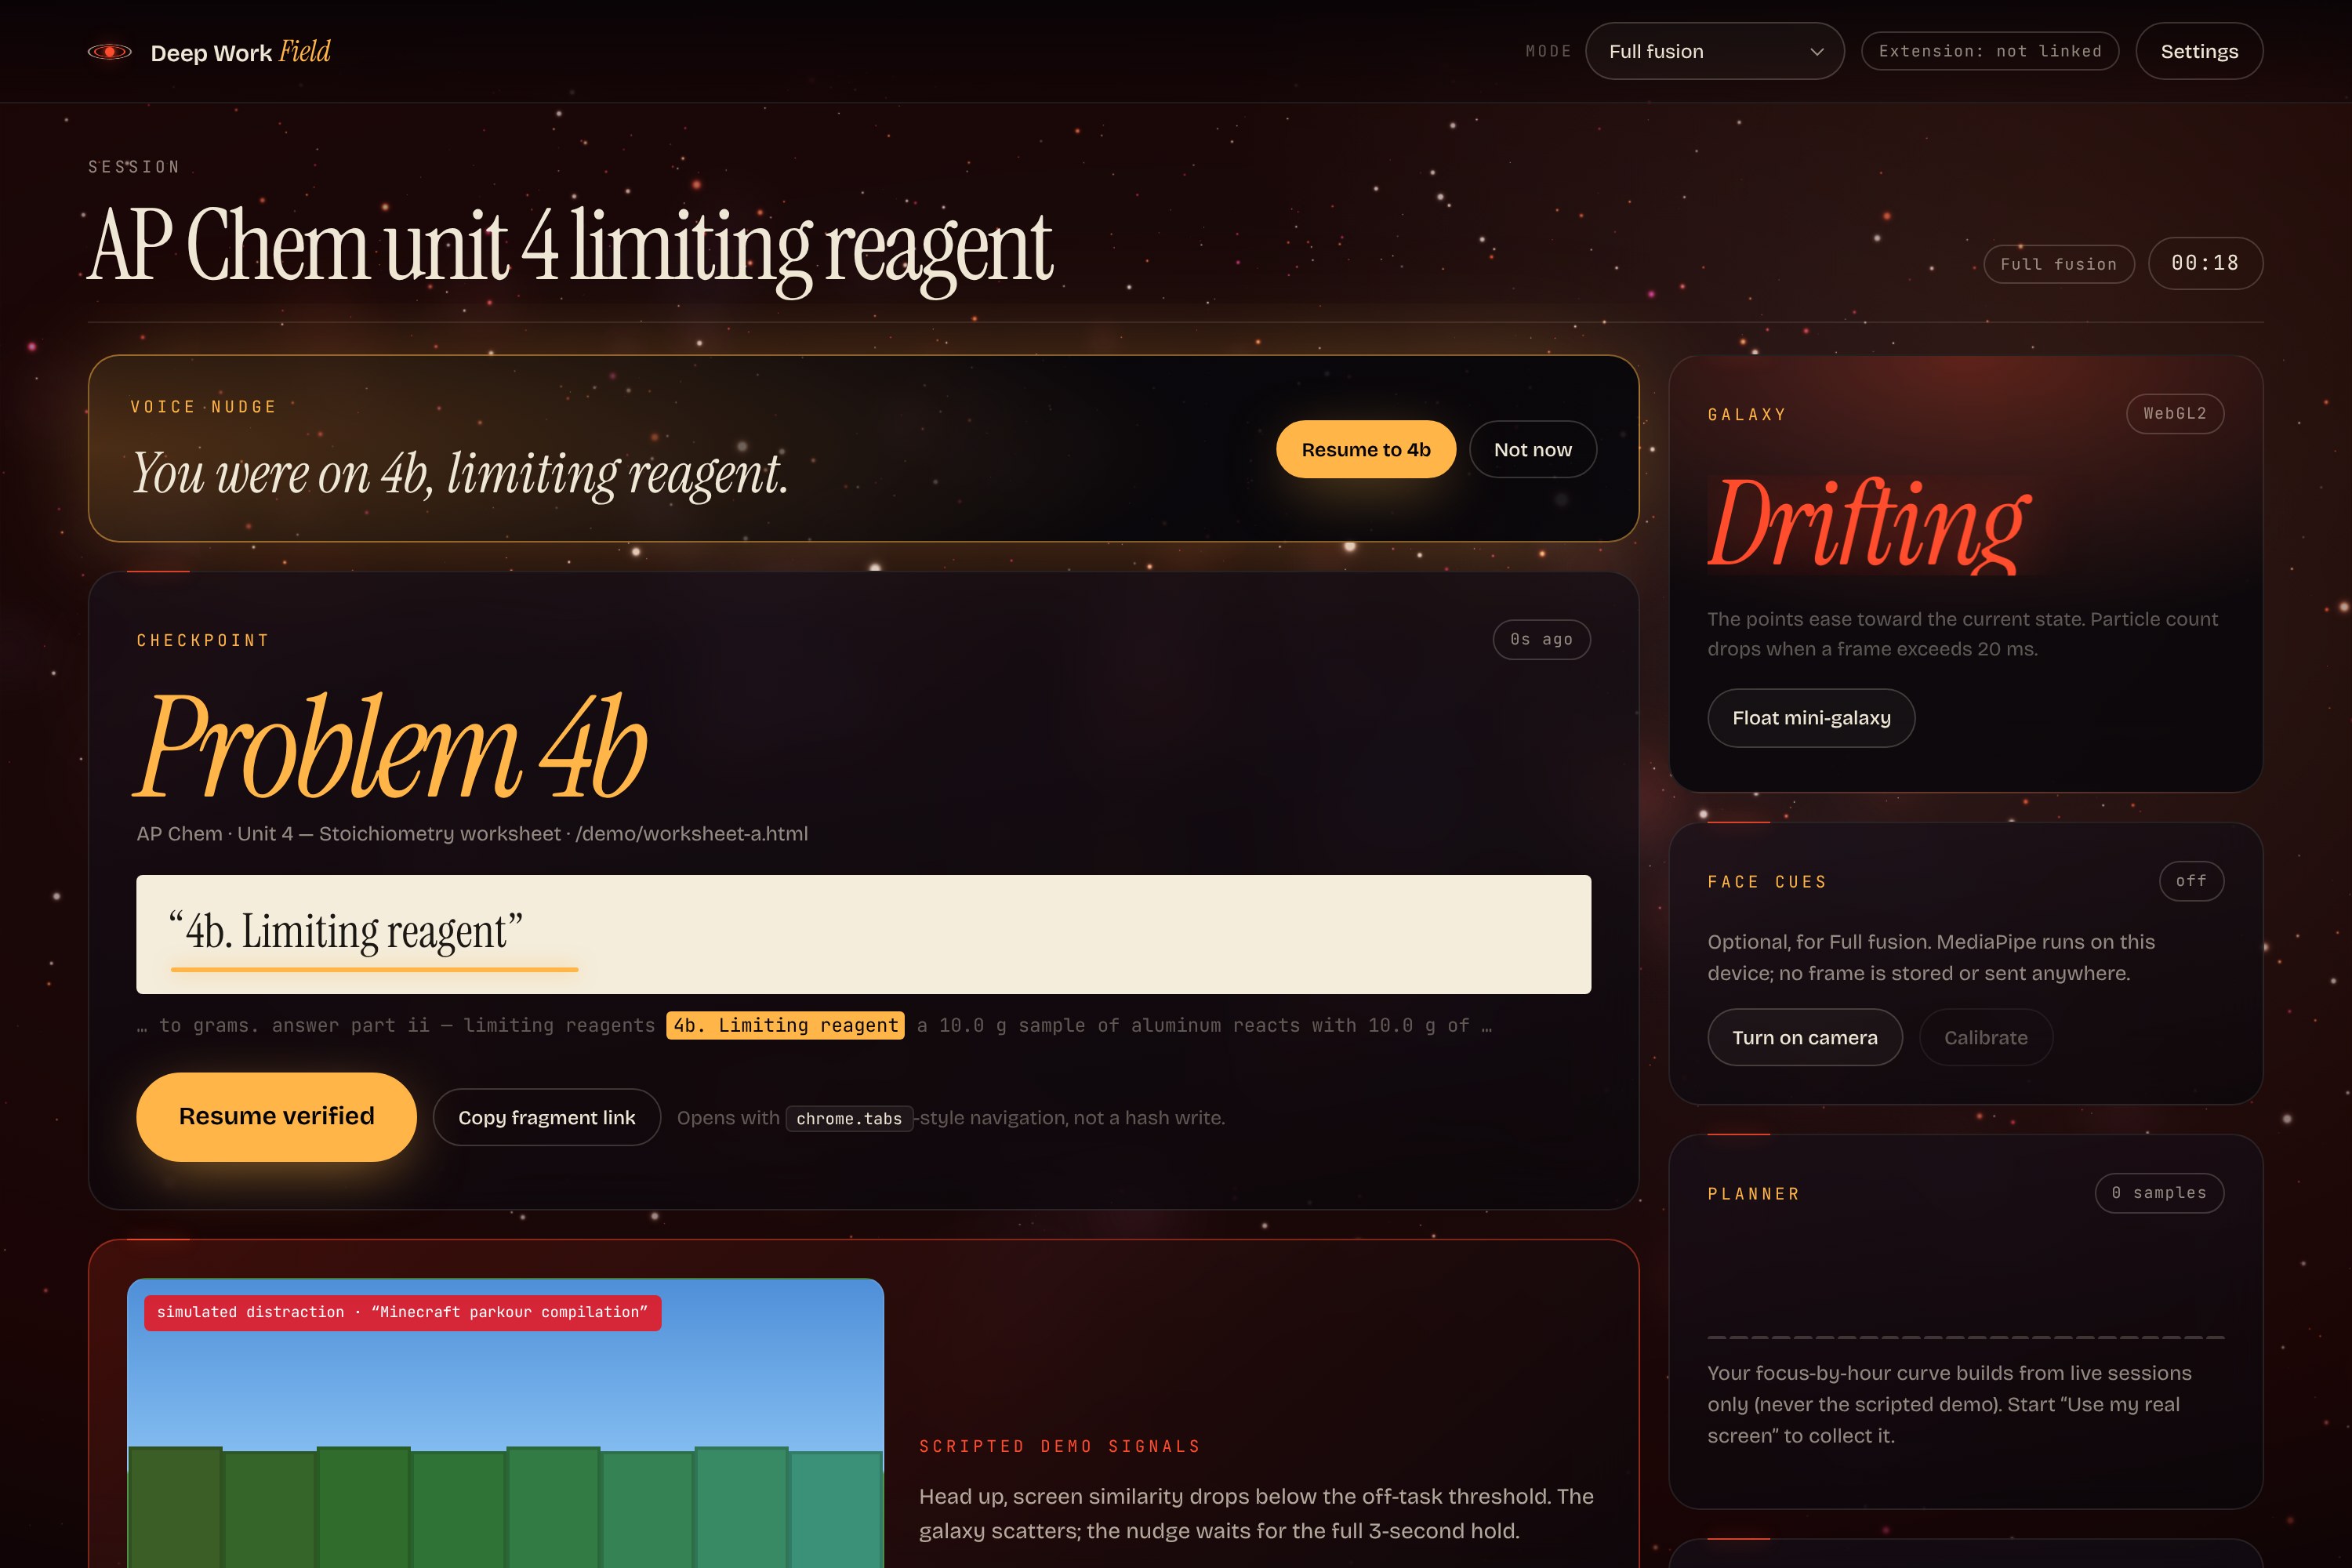 Deep Work Field
MODE
Full fusion
Extension: not linked
Settings
SESSION
AP Chem unit 4 limiting reagent
Full fusion
00:18
VOICE NUDGE
You were on 4b, limiting reagent.
Resume to 4b
Not now
CHECKPOINT
0s ago
Problem 4b
AP Chem · Unit 4 — Stoichiometry worksheet · /demo/worksheet-a.html
“4b. Limiting reagent”
… to grams. answer part ii — limiting reagents 4b. Limiting reagent a 10.0 g sample of aluminum reacts with 10.0 g of …
Resume verified
Copy fragment link
Opens with chrome.tabs-style navigation, not a hash write.
simulated distraction · “Minecraft parkour compilation”
SCRIPTED DEMO SIGNALS
Head up, screen similarity drops below the off-task threshold. The
galaxy scatters; the nudge waits for the full 3-second hold.
GALAXY
WebGL2
Drifting
The points ease toward the current state. Particle count
drops when a frame exceeds 20 ms.
Float mini-galaxy
FACE CUES
off
Optional, for Full fusion. MediaPipe runs on this
device; no frame is stored or sent anywhere.
Turn on camera
Calibrate
PLANNER
0 samples
Your focus-by-hour curve builds from live sessions
only (never the scripted demo). Start “Use my real
screen” to collect it.